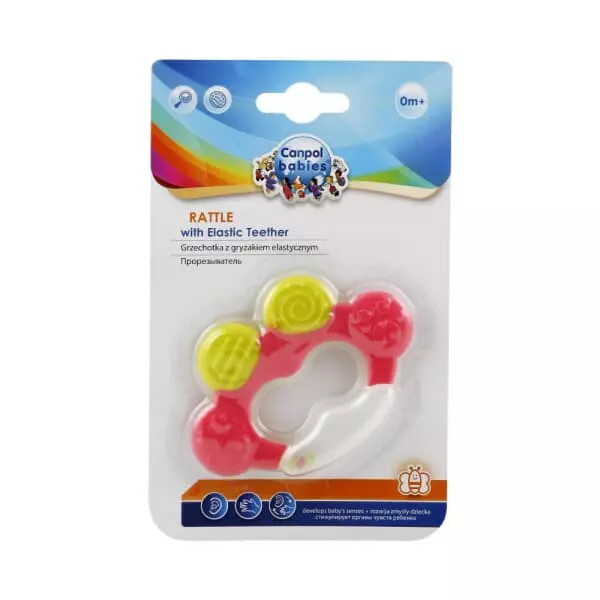 0m+
Canpol
babies
RATTLE
with Elastic Teether
Grzechotka z gryzakiem elastycznym
Прорезыватель
develops baby's senses • rozwija zmysły dziecka
стимулирует органы чувств ребенка